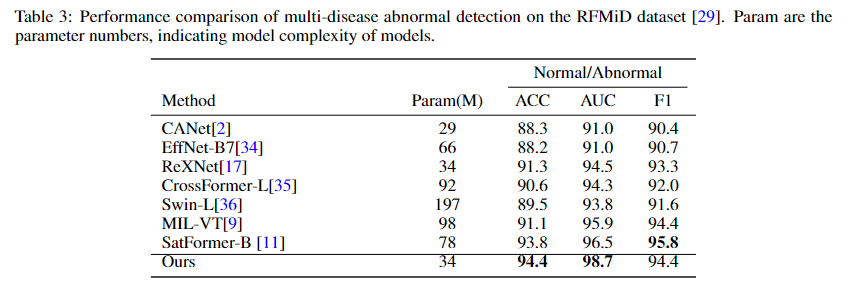 Table 3: Performance comparison of multi-disease abnormal detection on the RFMiD dataset [29]. Param are the
parameter numbers, indicating model complexity of models.
Normal/Abnormal
Method Param(M) ACC AUC F1
CANet[2] 29 88.3 91.0 90.4
EffNet-B7[34] 66 88.2 91.0 90.7
ReXNet[17] 34 91.3 94.5 93.3
CrossFormer-L[35] 92 90.6 94.3 92.0
Swin-L[36] 197 89.5 93.8 91.6
MIL-VT[9] 98 91.1 95.9 94.4
SatFormer-B [11] 78 93.8 96.5 95.8
Ours 34 94.4 98.7 94.4